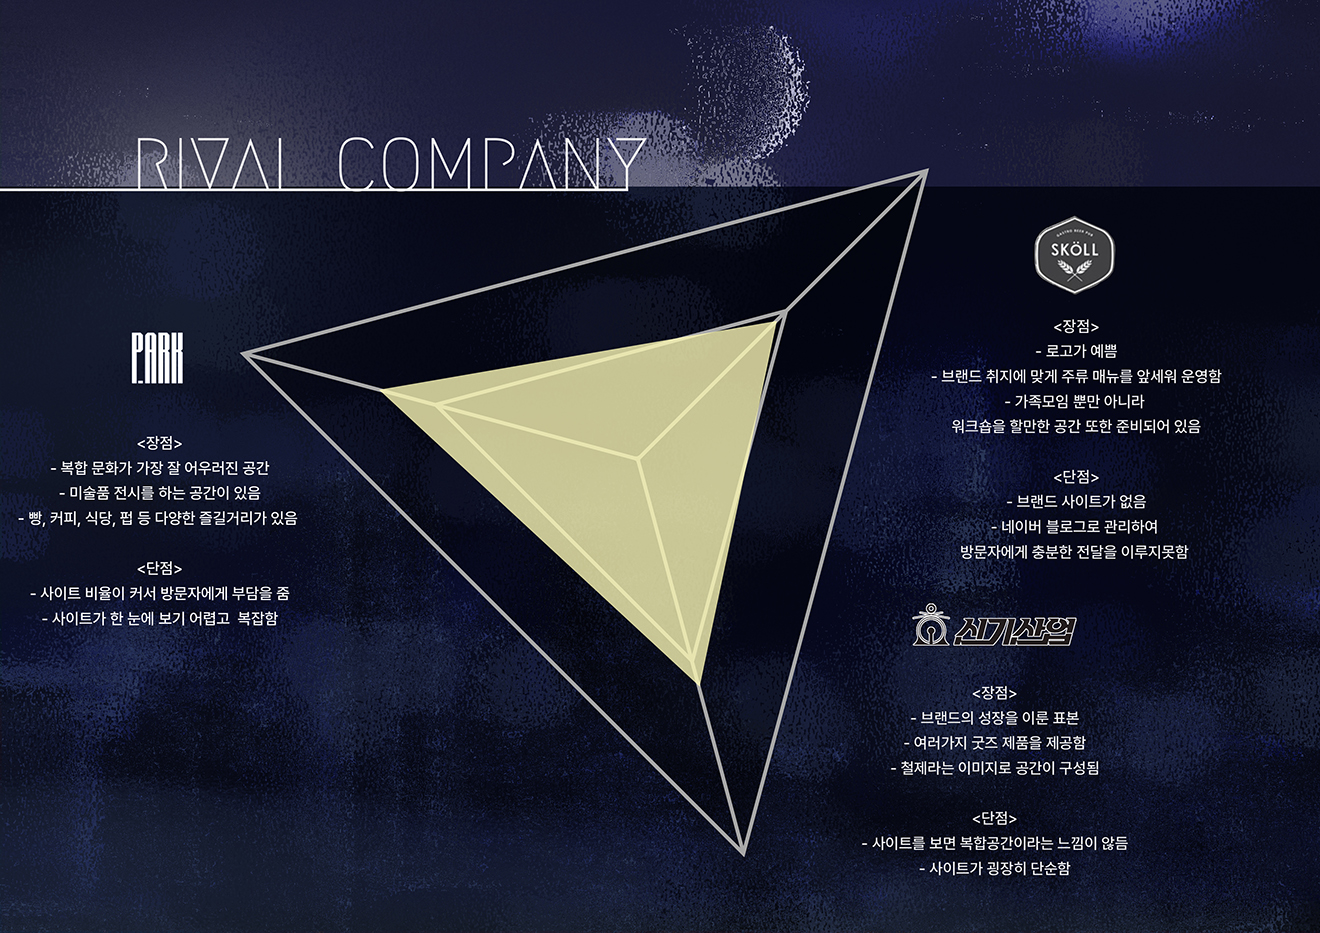 RIVAL COMPANY
PARK
<장점>
- 복합 문화가 가장 잘 어우러진 공간
- 미술품 전시를 하는 공간이 있음
- 빵, 커피, 식당, 펍 등 다양한 즐길거리가 있음
<단점>
- 사이트 비율이 커서 방문자에게 부담을 줌
- 사이트가 한 눈에 보기 어렵고 복잡함
GASTRO BEER PUB
SKÖLL
<장점>
- 로고가 예쁨
- 브랜드 취지에 맞게 주류 매뉴를 앞세워 운영함
- 가족모임 뿐만 아니라
워크숍을 할만한 공간 또한 준비되어 있음
<단점>
- 브랜드 사이트가 없음
- 네이버 블로그로 관리하여
방문자에게 충분한 전달을 이루지못함
신기산업
<장점>
- 브랜드의 성장을 이룬 표본
- 여러가지 굿즈 제품을 제공함
- 철제라는 이미지로 공간이 구성됨
<단점>
- 사이트를 보면 복합공간이라는 느낌이 않듬
- 사이트가 굉장히 단순함